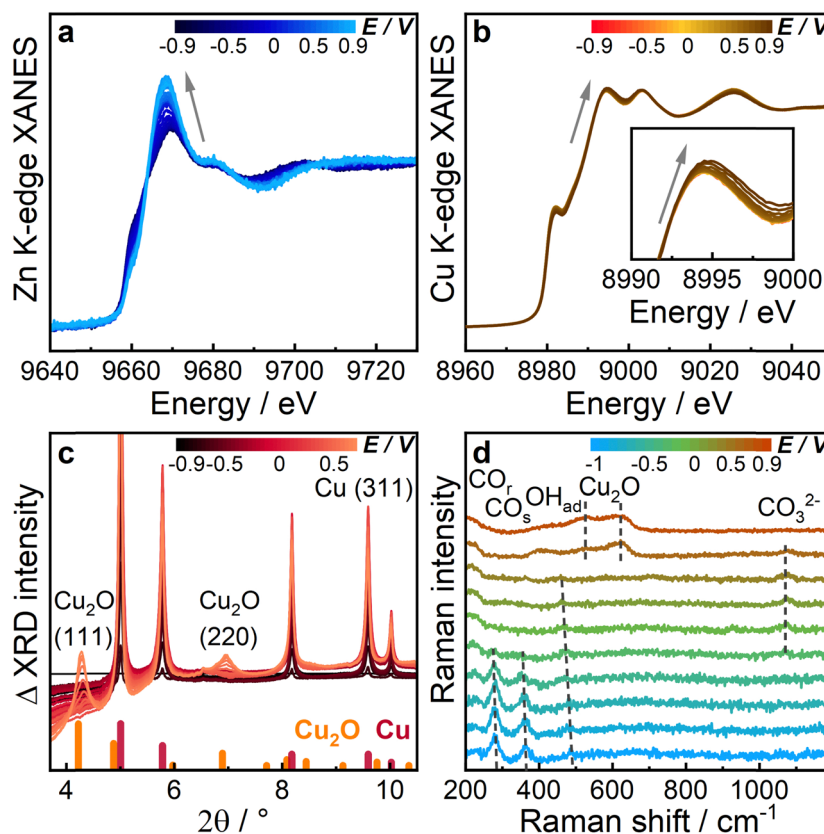 a
E / V
-0.9 -0.5 0 0.5 0.9
Zn K-edge XANES
9640 9660 9680 9700 9720
Energy / eV
b
E / V
-0.9 -0.5 0 0.5 0.9
Cu K-edge XANES
8990 8995 9000
Energy / eV
8960 8980 9000 9020 9040
Energy / eV
c
E / V
-0.9 -0.5 0 0.5
Cu (311)
Δ XRD intensity
Cu₂O
(111)
Cu₂O
(220)
Cu₂O Cu
4 6 8 10
2θ / °
d
E / V
-1 -0.5 0 0.5 0.9
COᵣ
COₛ
OH_ad
Cu₂O
CO₃²⁻
Raman intensity
200 400 600 800 1000
Raman shift / cm⁻¹